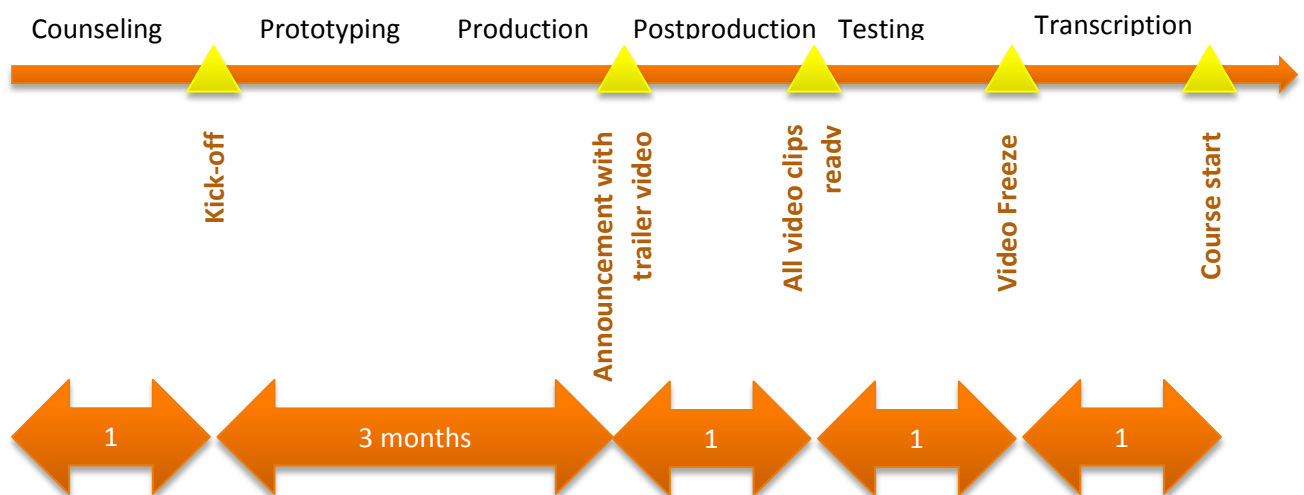 Counseling
Prototyping
Production
Postproduction
Testing
Transcription
Kick-off
Announcement with
trailer video
All video clips
ready
Video Freeze
Course start
1
3 months
1
1
1